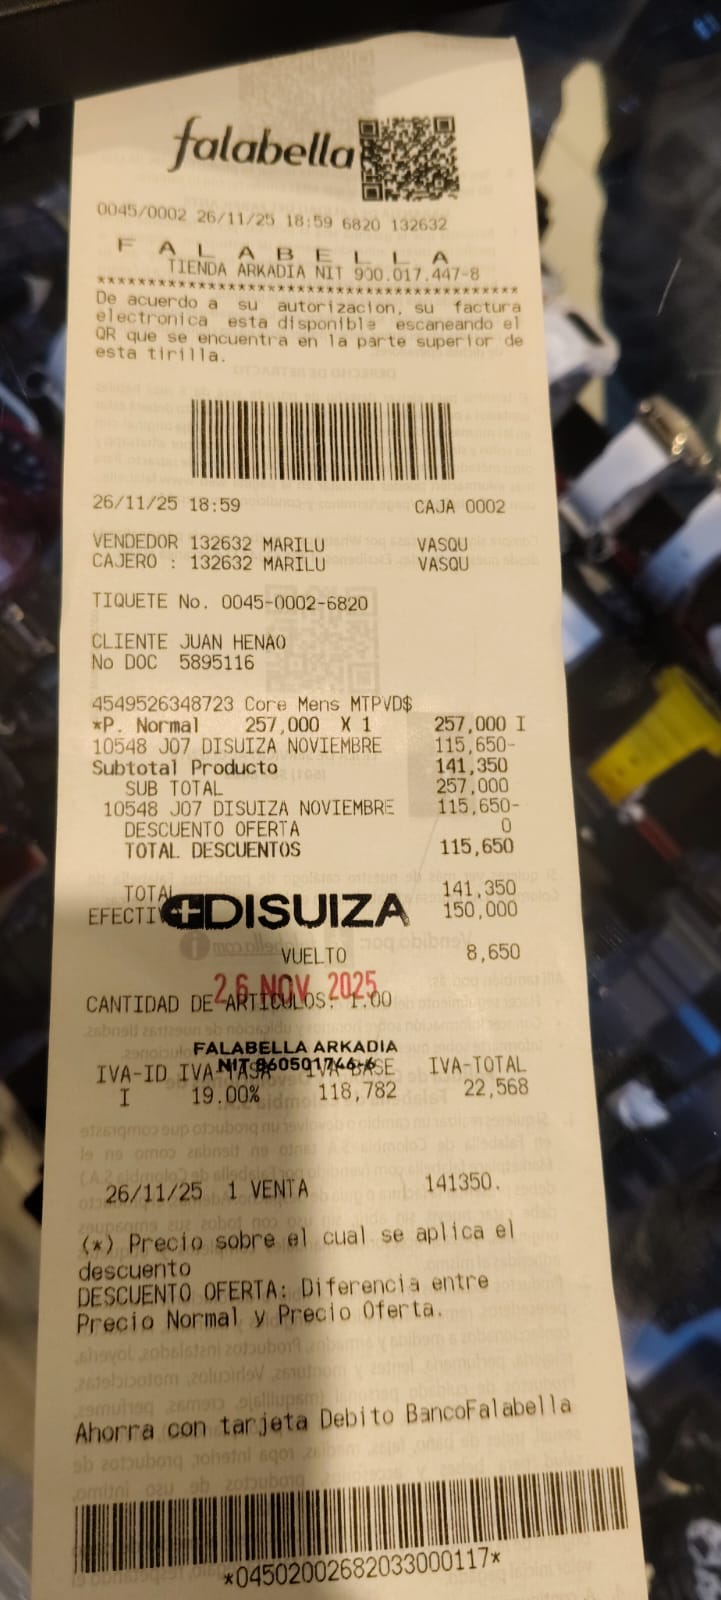 falabella
0045/0002 26/11/25 18:59 6820 132632
F A L A B E L L A
TIENDA ARKADIA NIT 900.017.447-8
****************************************************
De acuerdo a su autorizacion, su factura
electronica esta disponible escaneando el
QR que se encuentra en la parte superior de
esta tirilla.
26/11/25 18:59 CAJA 0002
VENDEDOR 132632 MARILU VASQU
CAJERO : 132632 MARILU VASQU
TIQUETE No. 0045-0002-6820
CLIENTE JUAN HENAO
No DOC 5895116
4549526348723 Core Mens MTPVD$
*P. Normal 257,000 X 1 257,000 I
10548 J07 DISUIZA NOVIEMBRE 115,650-
Subtotal Producto 141,350
SUB TOTAL 257,000
10548 J07 DISUIZA NOVIEMBRE 115,650-
DESCUENTO OFERTA 0
TOTAL DESCUENTOS 115,650
TOTAL 141,350
EFECTIV 150,000
DISUIZA
VUELTO 8,650
26 NOV 2025
CANTIDAD DE ARTICULOS: 1.00
FALABELLA ARKADIA
NIT 860501746-6
IVA-ID IVA-TASA IVA-BASE IVA-TOTAL
I 19.00% 118,782 22,568
26/11/25 1 VENTA 141350.
(*) Precio sobre el cual se aplica el
descuento
DESCUENTO OFERTA: Diferencia entre
Precio Normal y Precio Oferta.
Ahorra con tarjeta Debito BancoFalabella
*04502002682033000117*